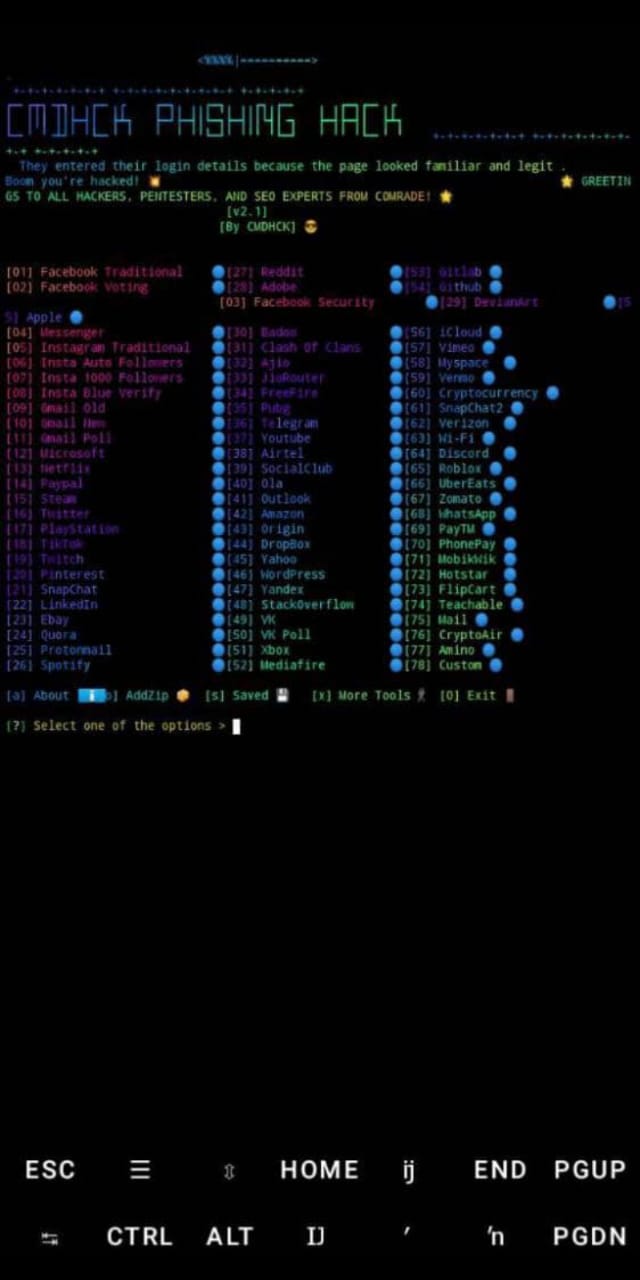 <%%%%|---------->
+-+-+-+-+-+-+ +-+-+-+-+-+-+-+-+ +-+-+-+-+
CMDHCK PHISHING HACK +-+-+-+-+-+-+-+ +-+-+-+-+-+-+-
+-+ +-+-+-+-+
They entered their login details because the page looked familiar and legit .
Boom you're hacked! 💥 🌟 GREETIN
GS TO ALL HACKERS, PENTESTERS, AND SEO EXPERTS FROM COMRADE! 🌟
[v2.1]
[By CMDHCK] 😎
[01] Facebook Traditional 🔵[27] Reddit 🔵[53] Gitlab 🔵
[02] Facebook Voting 🔵[28] Adobe 🔵[54] Github 🔵
[03] Facebook Security 🔵[29] DevianArt 🔵[5
5] Apple 🔵
[04] Messenger 🔵[30] Badoo 🔵[56] iCloud 🔵
[05] Instagram Traditional 🔵[31] Clash Of Clans 🔵[57] Vimeo 🔵
[06] Insta Auto Followers 🔵[32] Ajio 🔵[58] Myspace 🔵
[07] Insta 1000 Followers 🔵[33] JioRouter 🔵[59] Venmo 🔵
[08] Insta Blue Verify 🔵[34] FreeFire 🔵[60] Cryptocurrency 🔵
[09] Gmail Old 🔵[35] Pubg 🔵[61] SnapChat2 🔵
[10] Gmail New 🔵[36] Telegram 🔵[62] Verizon 🔵
[11] Gmail Poll 🔵[37] Youtube 🔵[63] Wi-Fi 🔵
[12] Microsoft 🔵[38] Airtel 🔵[64] Discord 🔵
[13] Netflix 🔵[39] SocialClub 🔵[65] Roblox 🔵
[14] Paypal 🔵[40] Ola 🔵[66] UberEats 🔵
[15] Steam 🔵[41] Outlook 🔵[67] Zomato 🔵
[16] Twitter 🔵[42] Amazon 🔵[68] WhatsApp 🔵
[17] PlayStation 🔵[43] Origin 🔵[69] PayTM 🔵
[18] TikTok 🔵[44] DropBox 🔵[70] PhonePay 🔵
[19] Twitch 🔵[45] Yahoo 🔵[71] MobikWik 🔵
[20] Pinterest 🔵[46] WordPress 🔵[72] Hotstar 🔵
[21] SnapChat 🔵[47] Yandex 🔵[73] FlipCart 🔵
[22] LinkedIn 🔵[48] StackOverflow 🔵[74] Teachable 🔵
[23] Ebay 🔵[49] VK 🔵[75] Mail 🔵
[24] Quora 🔵[50] VK Poll 🔵[76] CryptoAir 🔵
[25] Protonmail 🔵[51] Xbox 🔵[77] Amino 🔵
[26] Spotify 🔵[52] Mediafire 🔵[78] Custom 🔵
[a] About ℹ️o] AddZip 📦 [s] Saved 💾 [x] More Tools [0] Exit 🚪
[?] Select one of the options >
ESC ☰ ⇳ HOME ĳ END PGUP
↹ CTRL ALT Ĳ ′ ŉ PGDN